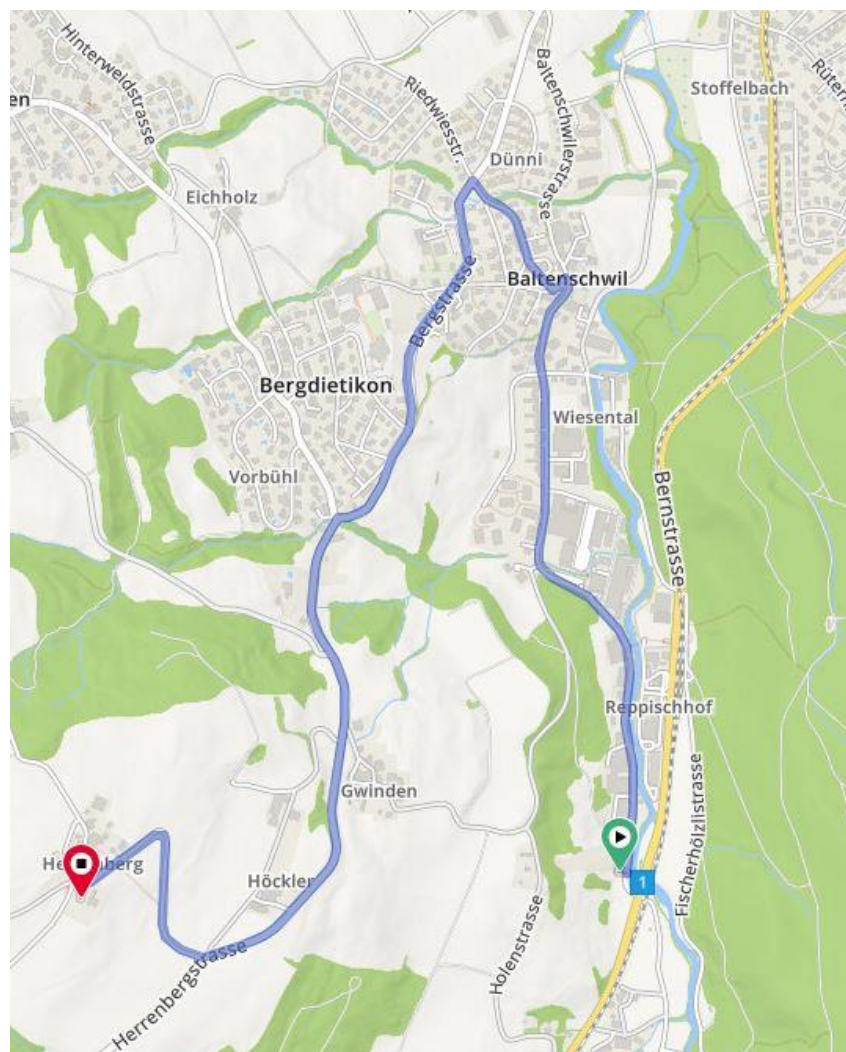 Hinterweidstrasse
en
Riedwiesstr.
Baltenschwilerstrasse
Stoffelbach
Dünni
Eichholz
Baltenschwil
Bergstrasse
Bergdietikon
Wiesental
Vorbühl
Bernstrasse
Reppischhof
Gwinden
Fischerhölzlistrasse
Höckler
1
Holenstrasse
Herrenbergstrasse